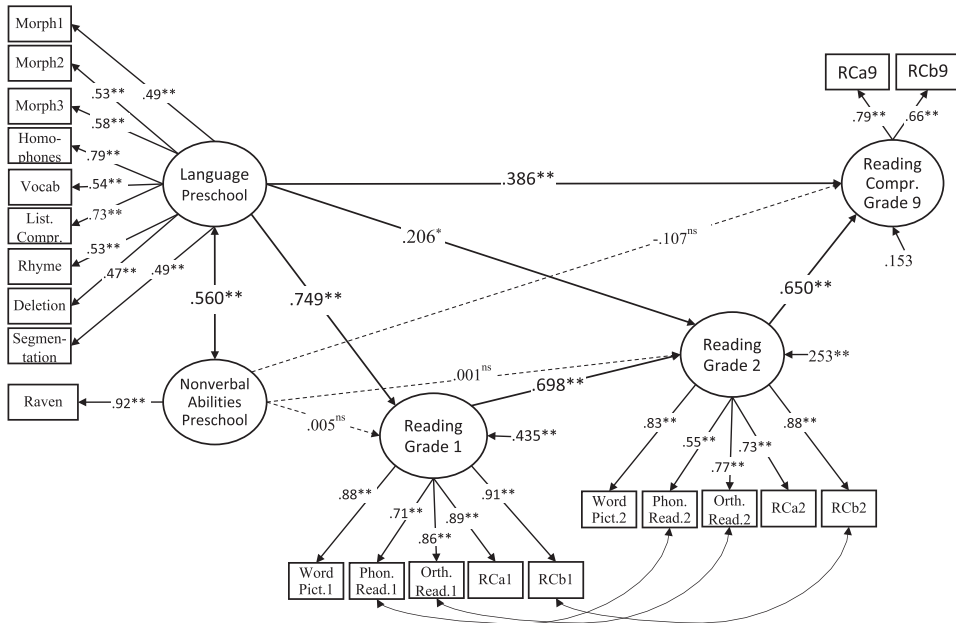 Morph1
Morph2
Morph3
Homo-
phones
Vocab
List.
Compr.
Rhyme
Deletion
Segmen-
tation
Raven
.49**
.53**
.58**
.79**
.54**
.73**
.53**
.47**
.49**
.92**
Language
Preschool
.560**
Nonverbal
Abilities
Preschool
.386**
.206*
.749**
-.107ns
.001ns
.005ns
.698**
.650**
RCa9
RCb9
.79**
.66**
Reading
Compr.
Grade 9
.153
Reading
Grade 2
253**
.83**
.55**
.77**
.73**
.88**
Word
Pict.2
Phon.
Read.2
Orth.
Read.2
RCa2
RCb2
Reading
Grade 1
.435**
.88**
.71**
.86**
.89**
.91**
Word
Pict.1
Phon.
Read.1
Orth.
Read.1
RCa1
RCb1